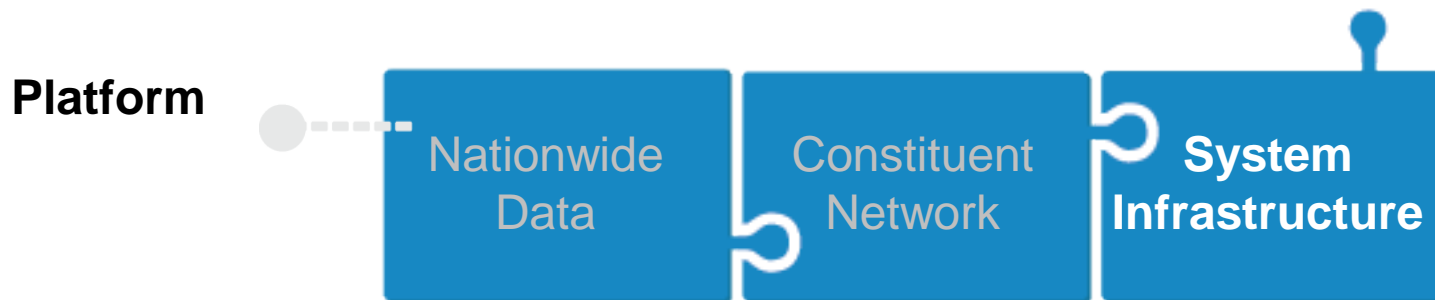 Platform
Nationwide
Data
Constituent
Network
System
Infrastructure